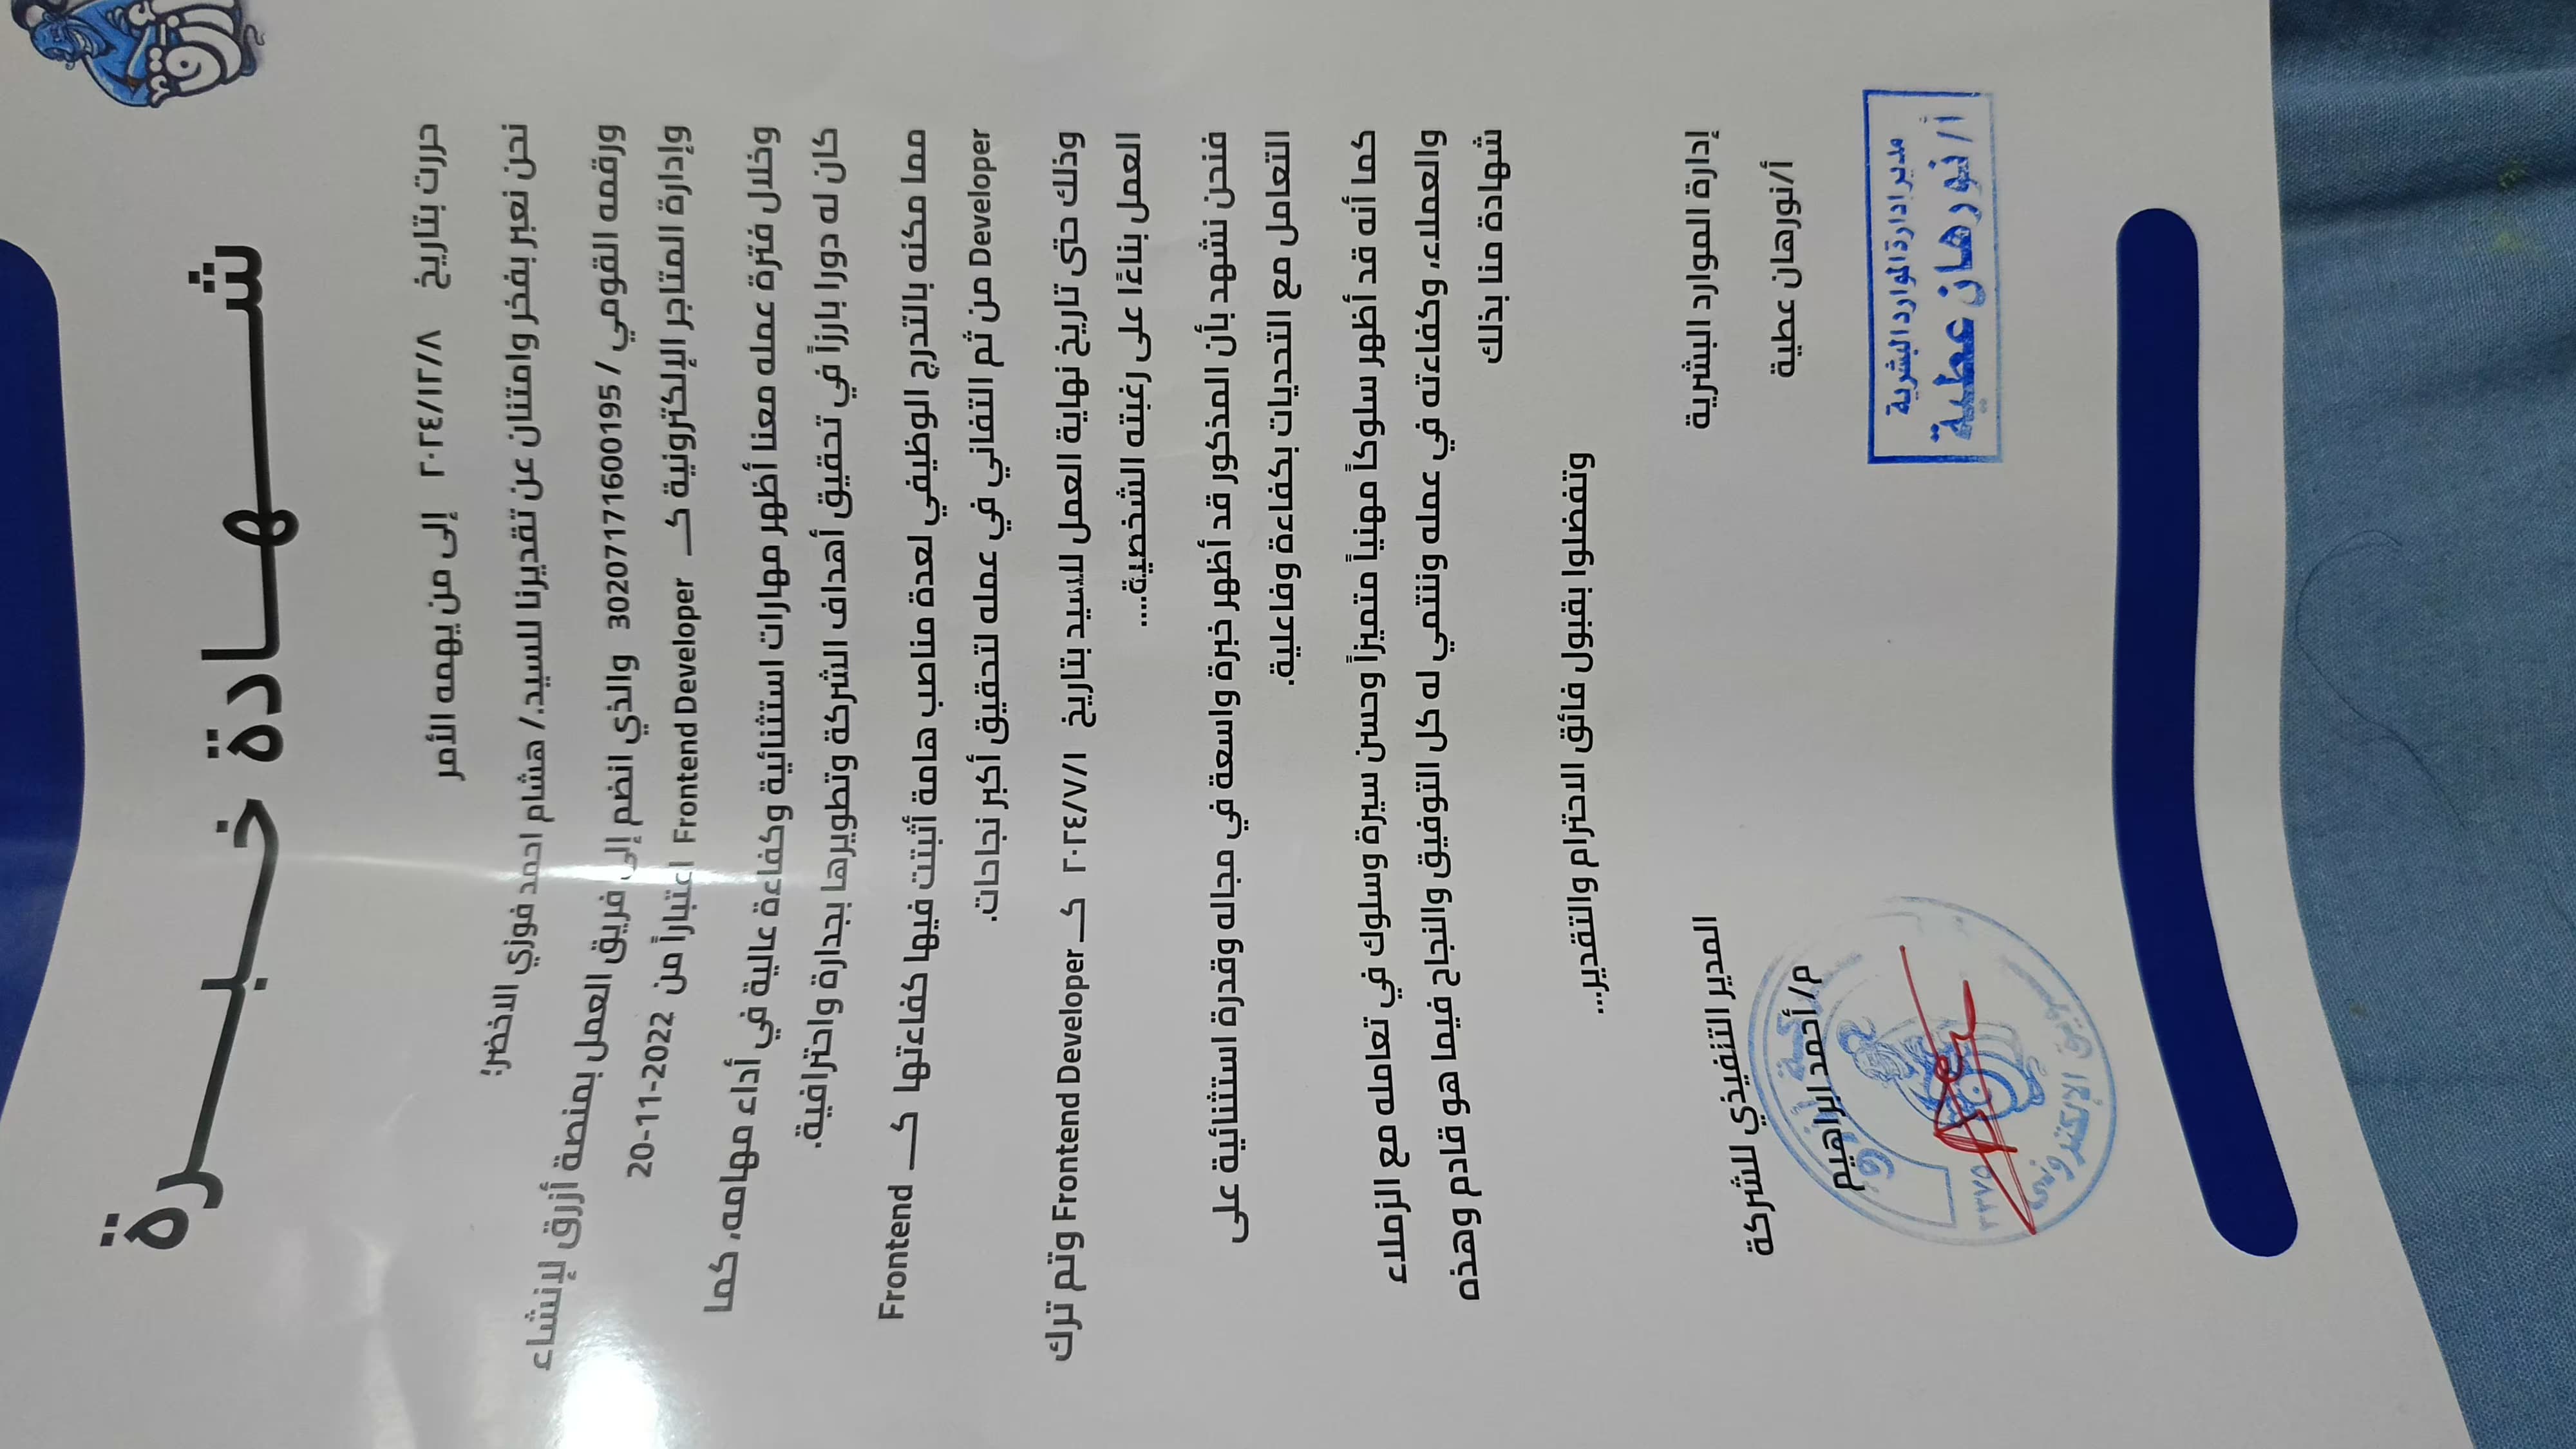 أزرق
شهادة خبرة
حررت بتاريخ ٢٠٢٤/١٢/٨ إلى من يهمه الأمر
نحن نعبر بفخر وامتنان عن تقديرنا للسيد/ هشام احمد فوزي الاخضر؛
ورقمه القومي / 30207171600195 والذي انضم إلى فريق العمل بمنصة أزرق لإنشاء
وإدارة المتاجر الإلكترونية كـ Frontend Developer اعتباراً من 2022-11-20
وخلال فترة عمله معنا أظهر مهارات استثنائية وكفاءة عالية في أداء مهامه، كما
كان له دورا بارزاً في تحقيق أهداف الشركة وتطويرها بجدارة واحترافية.
مما مكنه بالتدرج الوظيفي لعدة مناصب هامة أثبتت فيها كفاءتها كـ Frontend
Developer من ثم التفاني في عمله لتحقيق أكبر نجاحات.
وذلك حتى تاريخ نهاية العمل للسيد بتاريخ ٢٠٢٤/٧/١ كـ Frontend Developer وتم ترك
العمل بناءً على رغبته الشخصية...
فنحن نشهد بأن المذكور قد أظهر خبرة واسعة في مجاله وقدرة استثنائية على
التعامل مع التحديات بكفاءة وفاعلية.
كما أنه قد أظهر سلوكاً مهنياً متميزاً وحسن سيرة وسلوك في تعامله مع الزملاء
والعملاء، وكفاءته في عمله ونتمنى له كل التوفيق والنجاح فيما هو قادم وهذه
شهادة منا بذلك
وتفضلوا بقبول فائق الاحترام والتقدير...
إدارة الموارد البشرية
المدير التنفيذي للشركة
أ/نورهان عطية
م/ أحمد ابراهيم
مدير إدارة الموارد البشرية
أ/ نورهان عطية